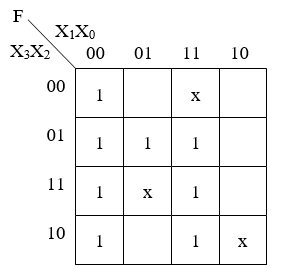 F
X₁X₀
X₃X₂ 00 01 11 10
00 1 x
01 1 1 1
11 1 x 1
10 1 1 x